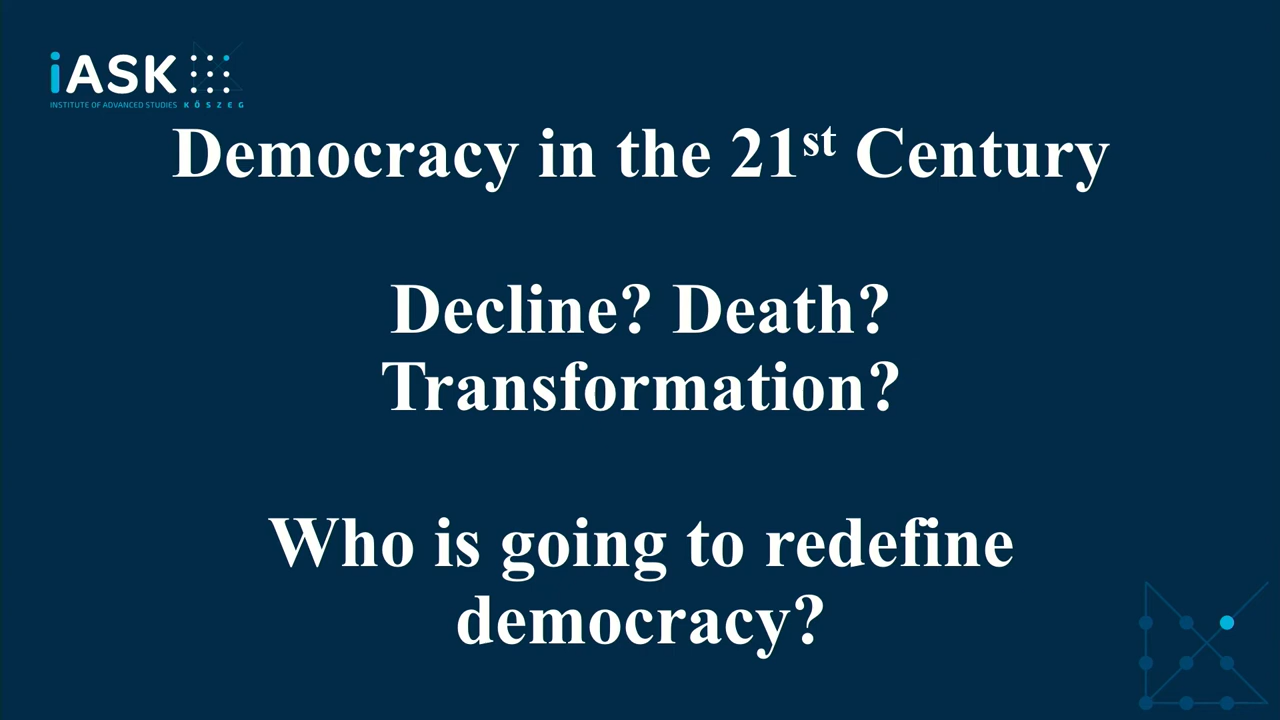 iASK
INSTITUTE OF ADVANCED STUDIES KŐSZEG
Democracy in the 21st Century
Decline? Death?
Transformation?
Who is going to redefine
democracy?